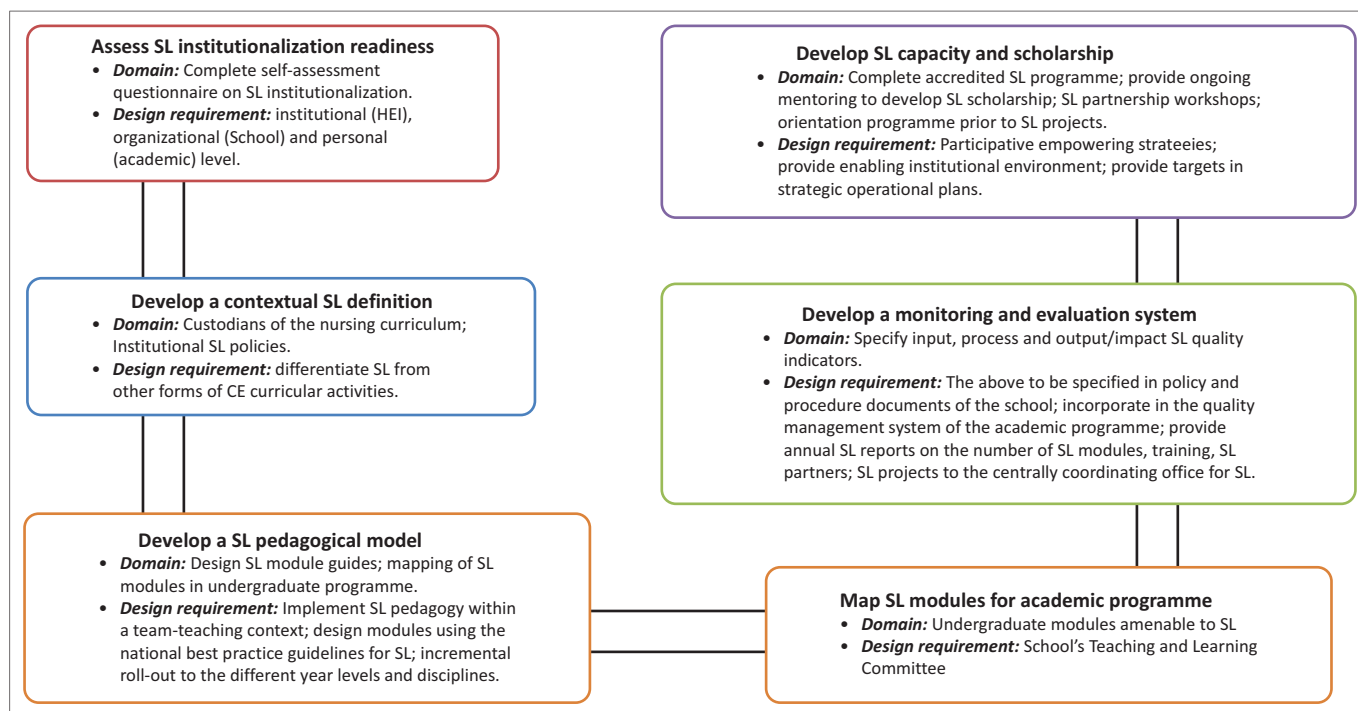 Assess SL institutionalization readiness
• Domain: Complete self-assessment
questionnaire on SL institutionalization.
• Design requirement: institutional (HEI),
organizational (School) and personal
(academic) level.
Develop a contextual SL definition
• Domain: Custodians of the nursing curriculum;
Institutional SL policies.
• Design requirement: differentiate SL from
other forms of CE curricular activities.
Develop a SL pedagogical model
• Domain: Design SL module guides; mapping of SL
modules in undergraduate programme.
• Design requirement: Implement SL pedagogy within
a team-teaching context; design modules using the
national best practice guidelines for SL; incremental
roll-out to the different year levels and disciplines.
Map SL modules for academic programme
• Domain: Undergraduate modules amenable to SL
• Design requirement: School’s Teaching and Learning
Committee
Develop a monitoring and evaluation system
• Domain: Specify input, process and output/impact SL quality
indicators.
• Design requirement: The above to be specified in policy and
procedure documents of the school; incorporate in the quality
management system of the academic programme; provide
annual SL reports on the number of SL modules, training, SL
partners; SL projects to the centrally coordinating office for SL.
Develop SL capacity and scholarship
• Domain: Complete accredited SL programme; provide ongoing
mentoring to develop SL scholarship; SL partnership workshops;
orientation programme prior to SL projects.
• Design requirement: Participative empowering strateeies;
provide enabling institutional environment; provide targets in
strategic operational plans.